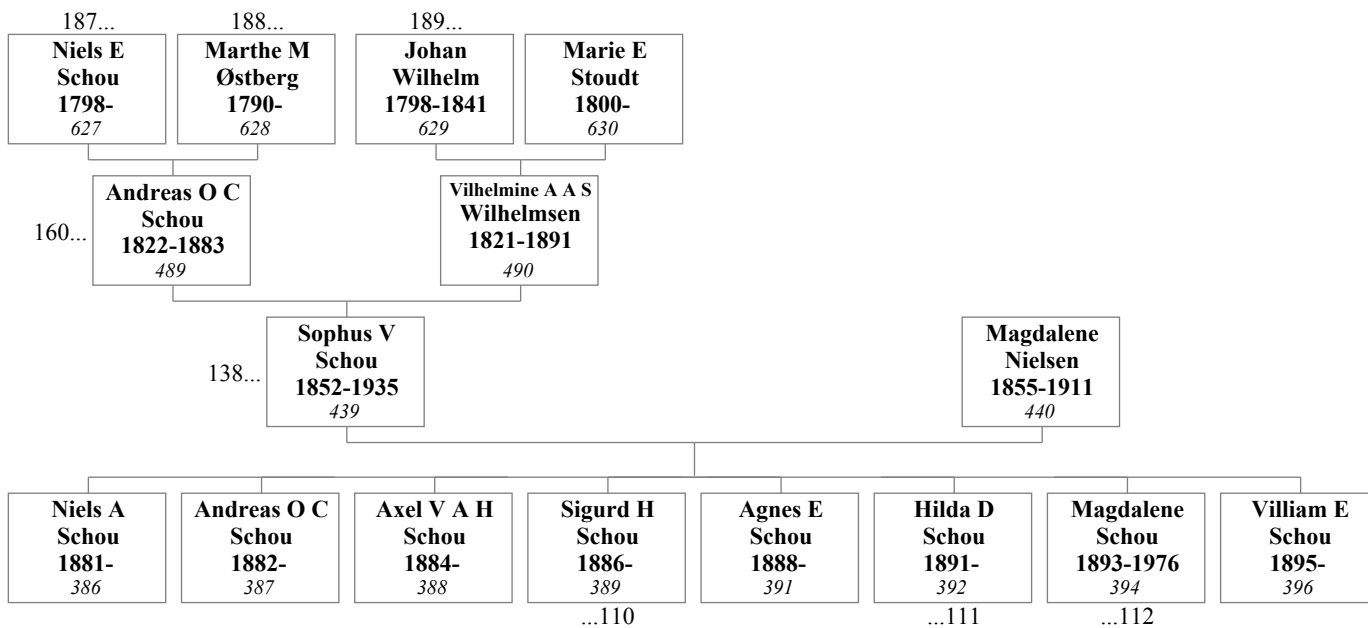 187...
188...
189...
Niels E
Schou
1798-
627
Marthe M
Østberg
1790-
628
Johan
Wilhelm
1798-1841
629
Marie E
Stoudt
1800-
630
160...
Andreas O C
Schou
1822-1883
489
Vilhelmine A A S
Wilhelmsen
1821-1891
490
138...
Sophus V
Schou
1852-1935
439
Magdalene
Nielsen
1855-1911
440
Niels A
Schou
1881-
386
Andreas O C
Schou
1882-
387
Axel V A H
Schou
1884-
388
Sigurd H
Schou
1886-
389
...110
Agnes E
Schou
1888-
391
Hilda D
Schou
1891-
392
...111
Magdalene
Schou
1893-1976
394
...112
Villiam E
Schou
1895-
396